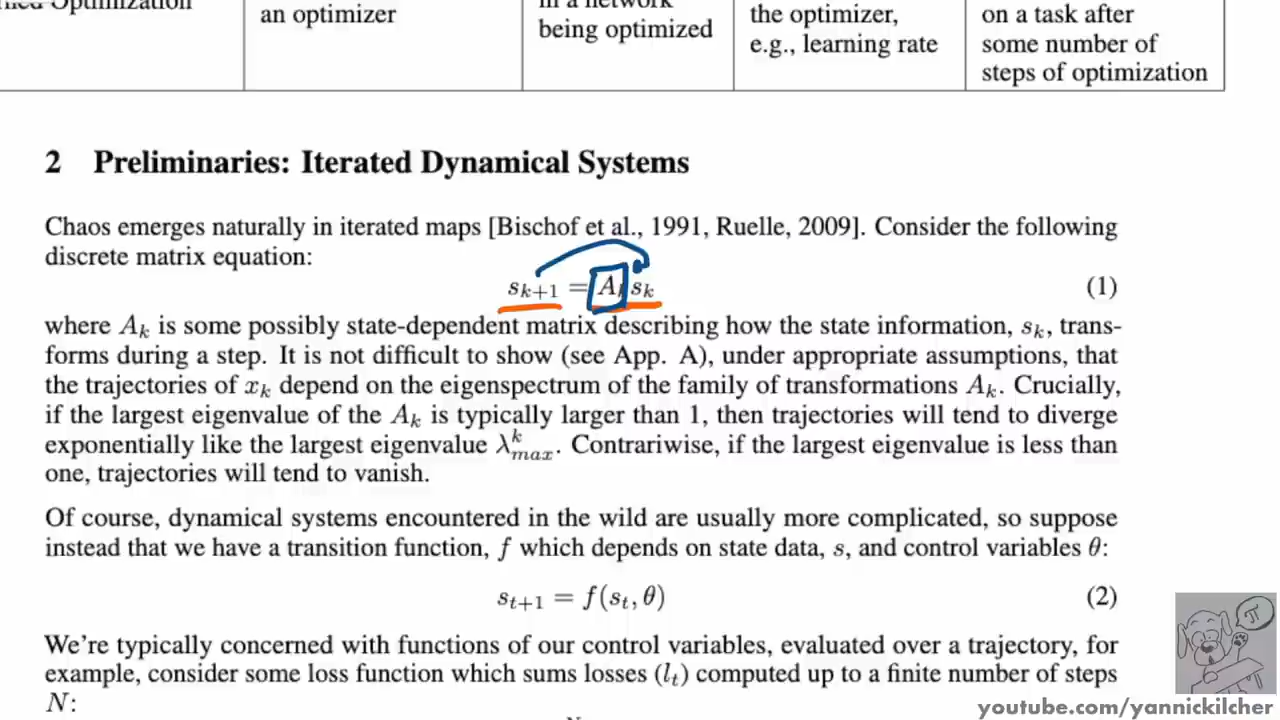 Optimization
an optimizer
in a network
being optimized
the optimizer,
e.g., learning rate
on a task after
some number of
steps of optimization
2 Preliminaries: Iterated Dynamical Systems
Chaos emerges naturally in iterated maps [Bischof et al., 1991, Ruelle, 2009]. Consider the following
discrete matrix equation:
s_{k+1} = A_k s_k (1)
where A_k is some possibly state-dependent matrix describing how the state information, s_k, trans-
forms during a step. It is not difficult to show (see App. A), under appropriate assumptions, that
the trajectories of x_k depend on the eigenspectrum of the family of transformations A_k. Crucially,
if the largest eigenvalue of the A_k is typically larger than 1, then trajectories will tend to diverge
exponentially like the largest eigenvalue λ^k_{max}. Contrariwise, if the largest eigenvalue is less than
one, trajectories will tend to vanish.
Of course, dynamical systems encountered in the wild are usually more complicated, so suppose
instead that we have a transition function, f which depends on state data, s, and control variables θ:
s_{t+1} = f(s_t, θ) (2)
We're typically concerned with functions of our control variables, evaluated over a trajectory, for
example, consider some loss function which sums losses (l_t) computed up to a finite number of steps
N:
N
π
youtube.com/yannickilcher